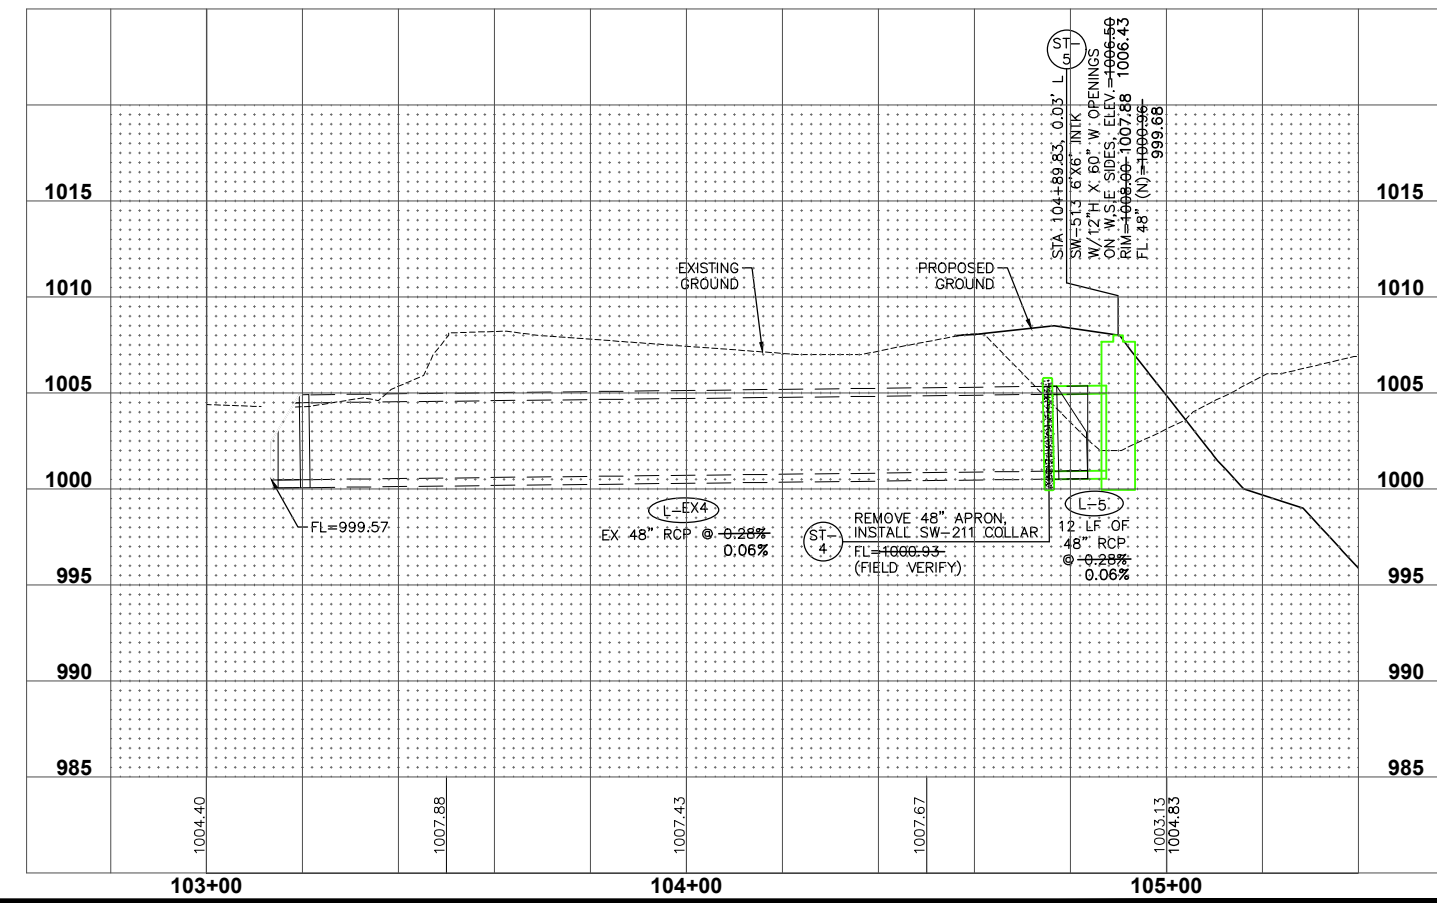 ST-
5
STA 104+89.83, 0.03' L
SW-513 6'X6' INTK
W/12"H X 60" W OPENINGS
ON W,S,E SIDES, ELEV.=1006.50 1006.43
RIM=1008.00 1007.88
FL 48" (N)=1000.96
999.68
1015
1015
EXISTING
GROUND
PROPOSED
GROUND
1010
1010
1005
1005
1000
1000
FL=999.57
L-EX4
EX 48" RCP @ 0.28%
0.06%
ST-
4
REMOVE 48" APRON,
INSTALL SW-211 COLLAR
FL=1000.93
(FIELD VERIFY)
L-5
12 LF OF
48" RCP
@ 0.28%
0.06%
995
995
990
990
985
985
1004.40
1007.88
1007.43
1007.67
1003.13
1004.83
103+00
104+00
105+00